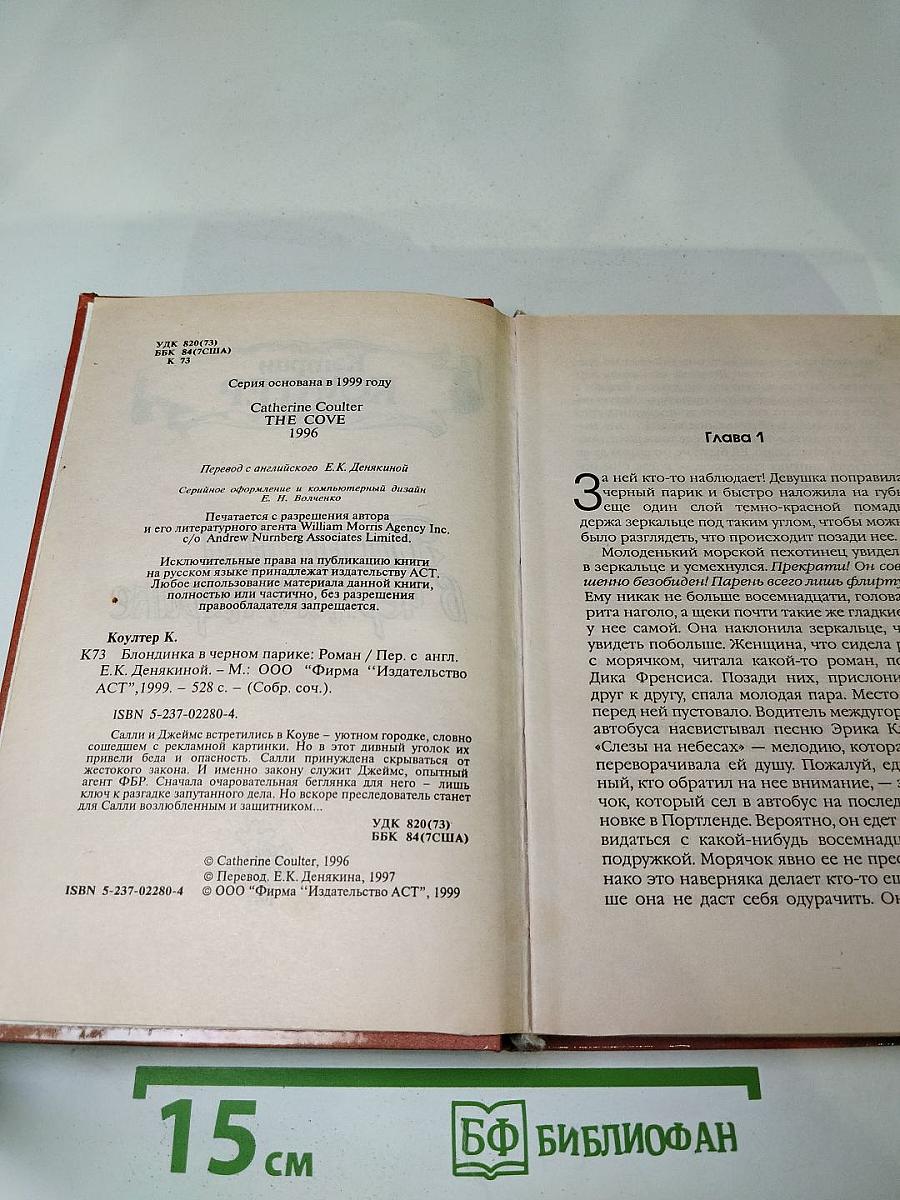 УДК 820(73)
ББК 84(7США)
К 73
Серия основана в 1999 году
Catherine Coulter
THE COVE
1996
Перевод с английского Е.К. Денякиной
Серийное оформление и компьютерный дизайн
Е. Н. Волченко
Печатается с разрешения автора
и его литературного агента William Morris Agency Inc.
c/o Andrew Nurnberg Associates Limited.
Исключительные права на публикацию книги
на русском языке принадлежат издательству АСТ.
Любое использование материала данной книги,
полностью или частично, без разрешения
правообладателя запрещается.
Коултер К.
К73 Блондинка в черном парике: Роман / Пер. с англ.
Е.К. Денякиной. – М.: ООО "Фирма "Издательство
АСТ",1999. – 528 с. – (Собр. соч.).
ISBN 5-237-02280-4.
Салли и Джеймс встретились в Коуве – уютном городке, словно
сошедшем с рекламной картинки. Но в этот дивный уголок их
привели беда и опасность. Салли принуждена скрываться от
жестокого закона. И именно закону служит Джеймс, опытный
агент ФБР. Сначала очаровательная беглянка для него – лишь
ключ к разгадке запутанного дела. Но вскоре преследователь станет
для Салли возлюбленным и защитником...
УДК 820(73)
ББК 84(7США)
© Catherine Coulter, 1996
© Перевод. Е.К. Денякина, 1997
ISBN 5-237-02280-4 © ООО "Фирма "Издательство АСТ", 1999
Глава 1
За ней кто-то наблюдает! Девушка поправила
черный парик и быстро наложила на губы
еще один слой темно-красной помады
держа зеркальце под таким углом, чтобы можн
было разглядеть, что происходит позади нее.
Молоденький морской пехотинец увидел
в зеркальце и усмехнулся. Прекрати! Он сов
шенно безобиден! Парень всего лишь флирту
Ему никак не больше восемнадцати, голова
рита наголо, а щеки почти такие же гладкие
у нее самой. Она наклонила зеркальце, ч
увидеть побольше. Женщина, что сидела р
с морячком, читала какой-то роман, по
Дика Френсиса. Позади них, прислони
друг к другу, спала молодая пара. Место
перед ней пустовало. Водитель междугор
автобуса насвистывал песню Эрика Кл
«Слезы на небесах» — мелодию, котора
переворачивала ей душу. Пожалуй, ед
ный, кто обратил на нее внимание, — э
чок, который сел в автобус на послед
новке в Портленде. Вероятно, он едет
видаться с какой-нибудь восемнадц
подружкой. Морячок явно ее не прес
нако это наверняка делает кто-то ещ
ше она не даст себя одурачить. Он
15 см
БФ БИБЛИОФАН